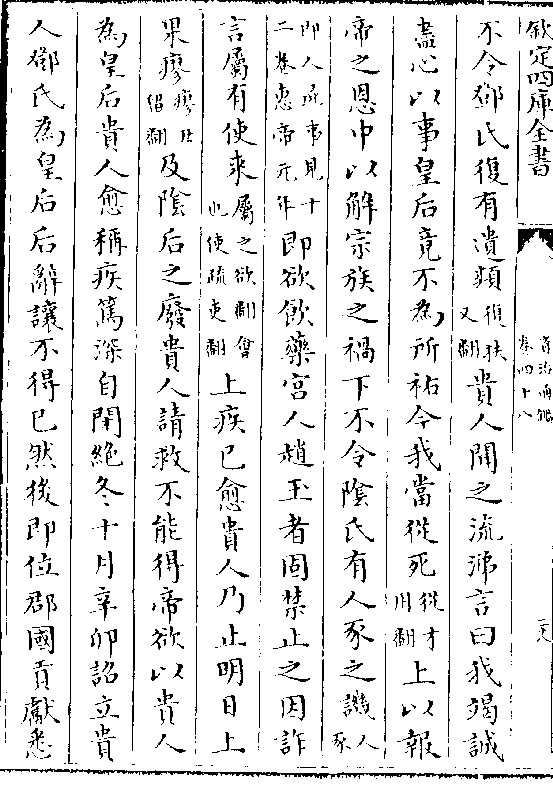 欽定四庫全書
資治通鑑
卷四十八
不令鄧氏復有遺類復扶又翻貴人聞之流涕言曰我竭誠
盡心以事皇后竟不為所祐今我當從死從才用翻上以報
帝之恩中以解宗族之禍下不令陰氏有人豕之譏人豕
即人彘事見十二卷惠帝元年即欲飲藥宮人趙玉者固禁止之因詐
言屬有使來屬之欲翻會也使疏吏翻上疾已愈貴人乃止明日上
果瘳瘳丑留翻及陰后之廢貴人請救不能得帝欲以貴人
為皇后貴人愈稱疾篤深自閉絶冬十月辛卯詔立貴
人鄧氏為皇后后辭讓不得已然後即位郡國貢獻悉